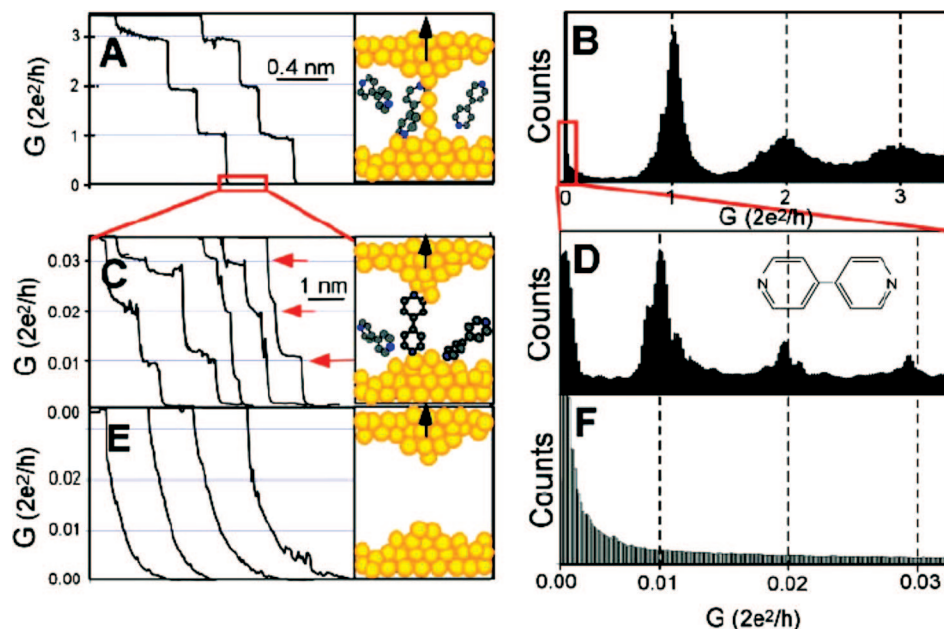 A
G (2e²/h)
3
2
1
0
0.4 nm
B
Counts
0
1
2
3
G (2e²/h)
C
G (2e²/h)
0.03
0.02
0.01
0.00
1 nm
D
Counts
N
N
E
G (2e²/h)
0.02
0.01
0.00
F
Counts
0.00
0.01
0.02
0.03
G (2e²/h)